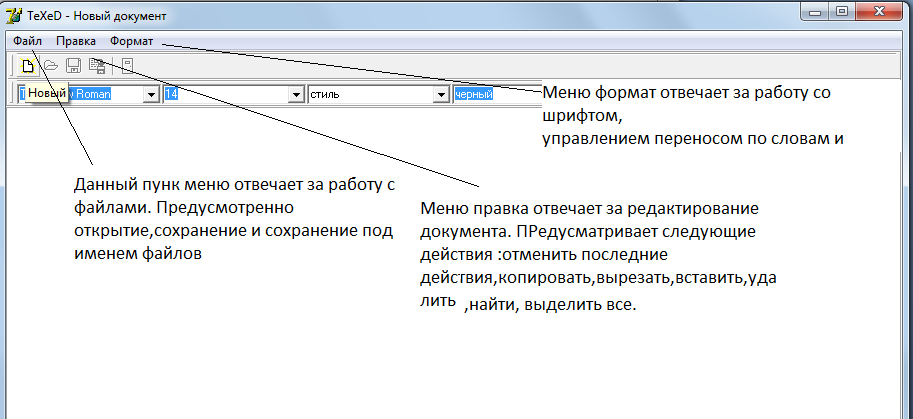 TeXeD - Новый документ
Файл Правка Формат
Новый Roman 14 стиль черный
Меню формат отвечает за работу со
шрифтом,
управлением переносом по словам и
Данный пунк меню отвечает за работу с
файлами. Предусмотренно
открытие,сохранение и сохранение под
именем файлов
Меню правка отвечает за редактирование
документа. ПРедусматривает следующие
действия :отменить последние
действия,копировать,вырезать,вставить,уда
лить ,найти, выделить все.